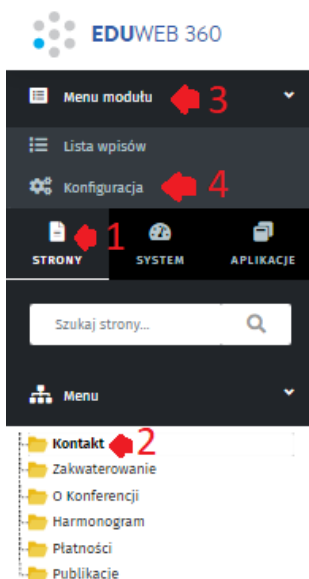 EDUWEB 360
Menu modułu 3
Lista wpisów
Konfiguracja 4
1
STRONY SYSTEM APLIKACJE
Szukaj strony...
Menu
Kontakt 2
Zakwaterowanie
O Konferencji
Harmonogram
Płatności
Publikacje